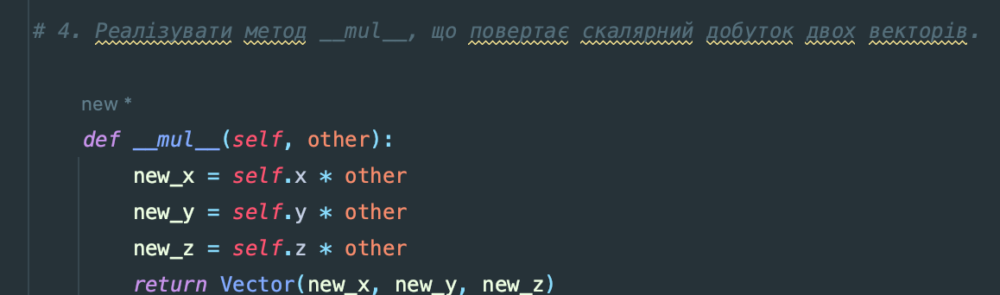 # 4. Реалізувати метод __mul__, що повертає скалярний добуток двох векторів.
new *
def __mul__(self, other):
new_x = self.x * other
new_y = self.y * other
new_z = self.z * other
return Vector(new_x, new_y, new_z)